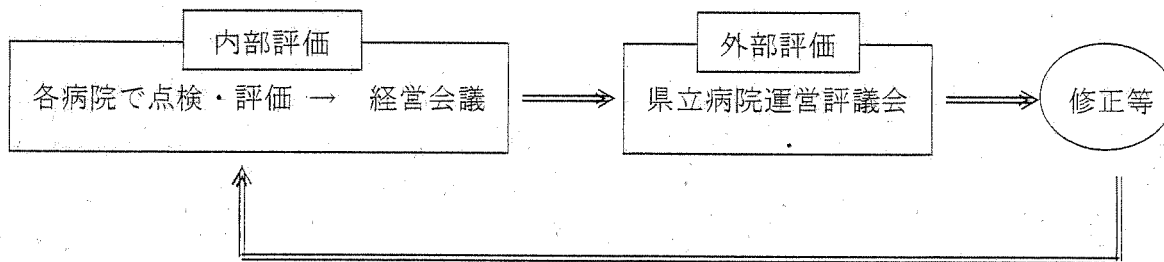 内部評価
各病院で点検・評価 → 経営会議
外部評価
県立病院運営評議会
修正等